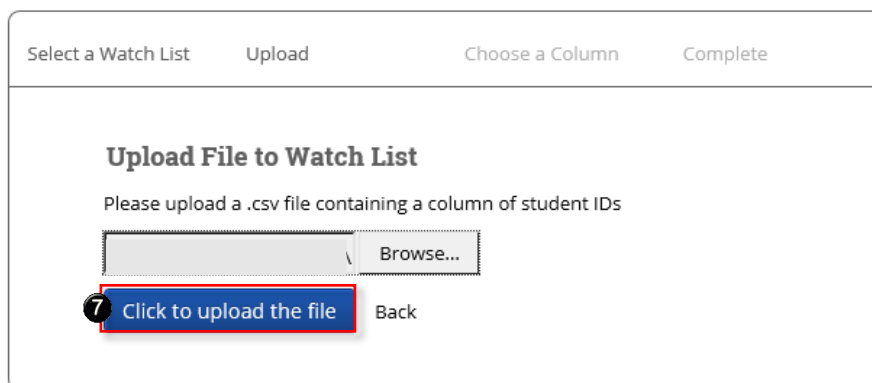 Select a Watch List Upload Choose a Column Complete
Upload File to Watch List
Please upload a .csv file containing a column of student IDs
\ Browse...
7 Click to upload the file Back